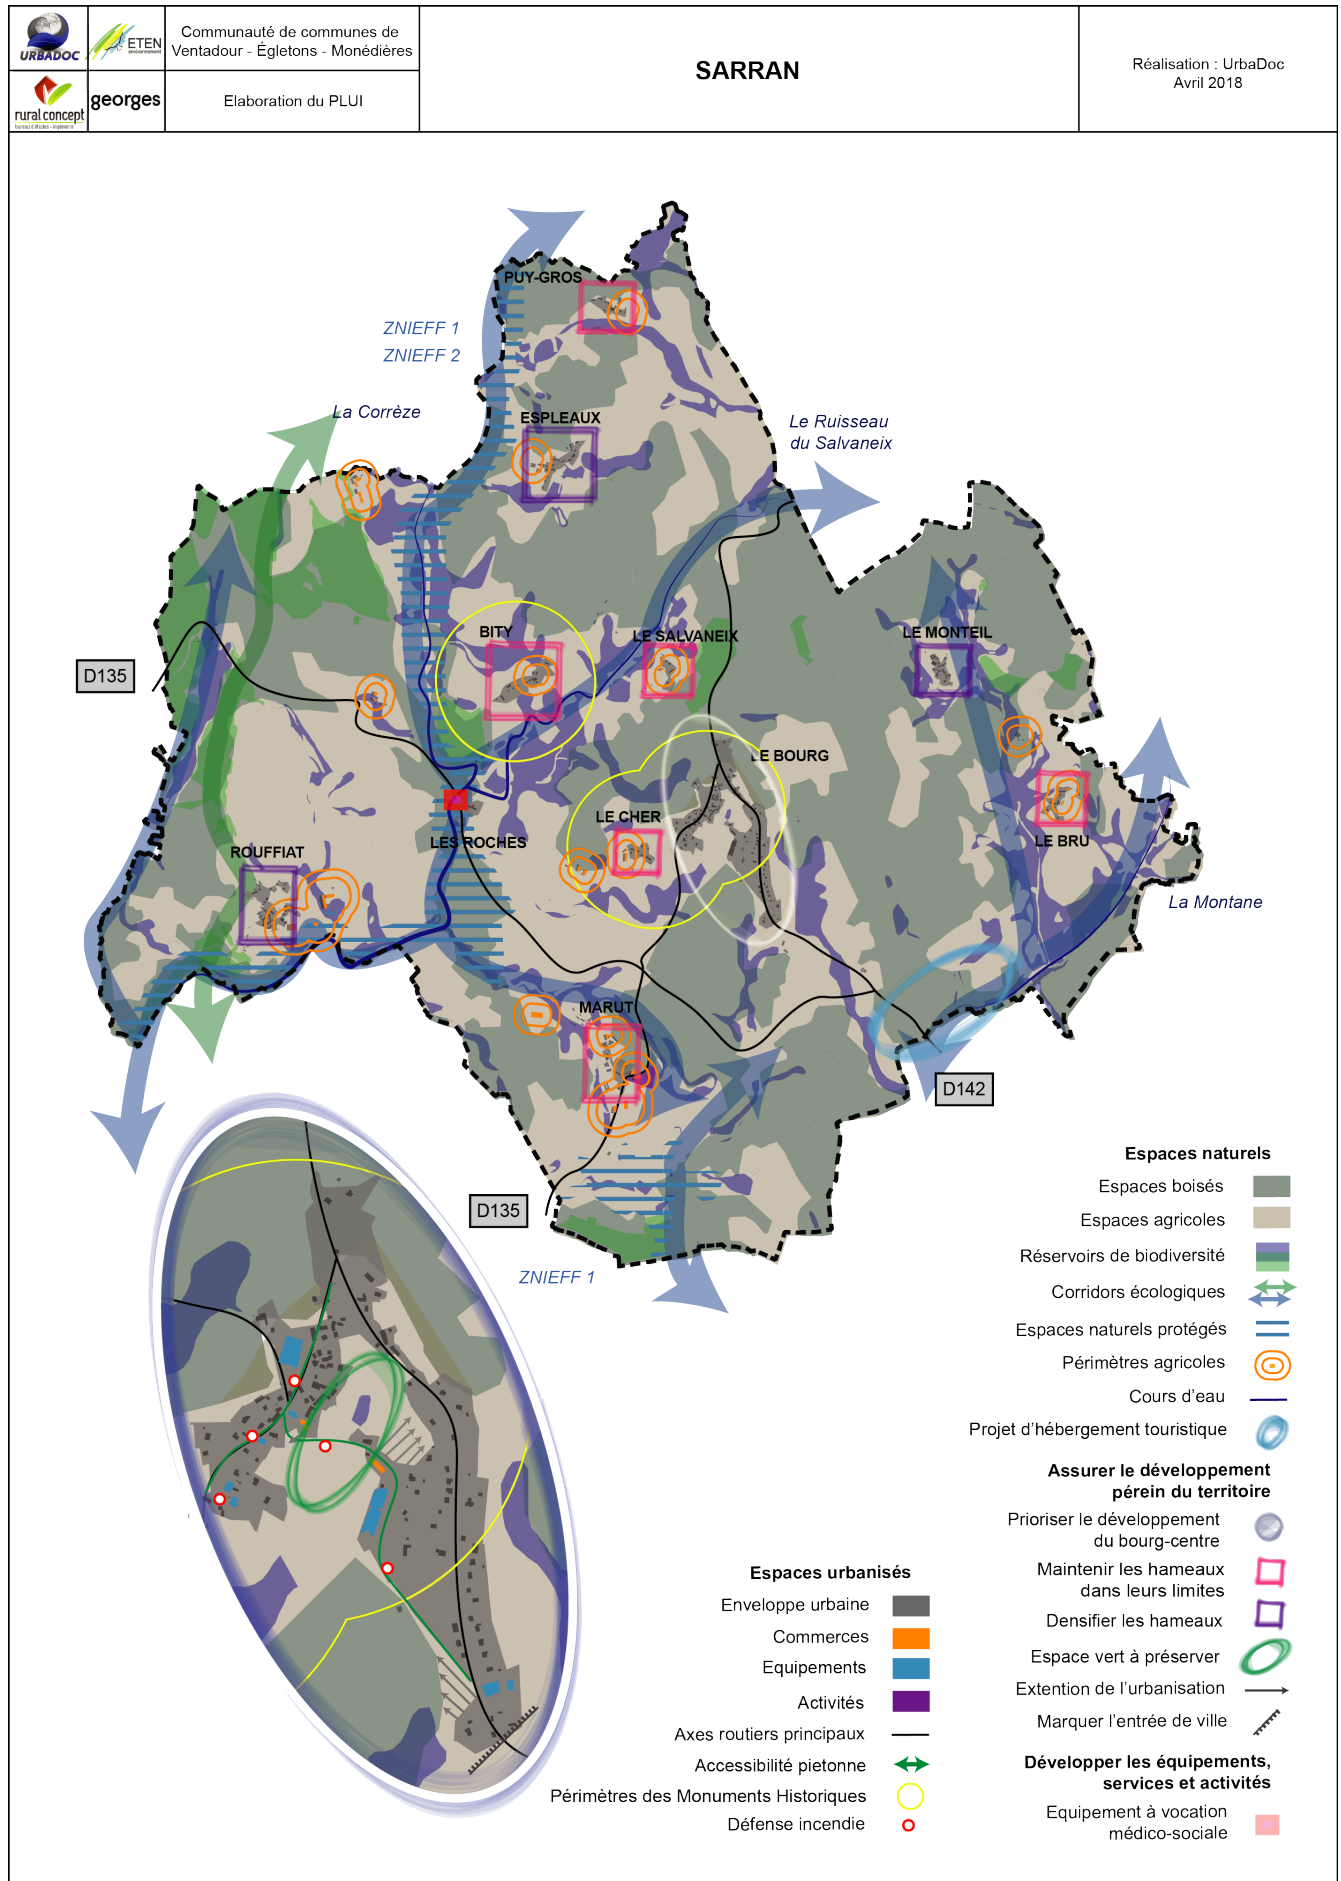 URBADOC
ETEN
environnement
Communauté de communes de
Ventadour - Égletons - Monédières
rural concept
bureau d'études - ingénierie
georges
Elaboration du PLUI
SARRAN
Réalisation : UrbaDoc
Avril 2018
PUY-GROS
ZNIEFF 1
ZNIEFF 2
La Corrèze
ESPLEAUX
Le Ruisseau
du Salvaneix
BITY
LE SALVANEIX
LE MONTEIL
D135
LE BOURG
LE CHER
LES ROCHES
LE BRU
ROUFFIAT
La Montane
MARUT
D142
D135
ZNIEFF 1
Espaces naturels
Espaces boisés
Espaces agricoles
Réservoirs de biodiversité
Corridors écologiques
Espaces naturels protégés
Périmètres agricoles
Cours d'eau
Projet d'hébergement touristique
Assurer le développement
pérein du territoire
Prioriser le développement
du bourg-centre
Maintenir les hameaux
dans leurs limites
Densifier les hameaux
Espace vert à préserver
Extention de l'urbanisation
Marquer l'entrée de ville
Développer les équipements,
services et activités
Equipement à vocation
médico-sociale
Espaces urbanisés
Enveloppe urbaine
Commerces
Equipements
Activités
Axes routiers principaux
Accessibilité pietonne
Périmètres des Monuments Historiques
Défense incendie